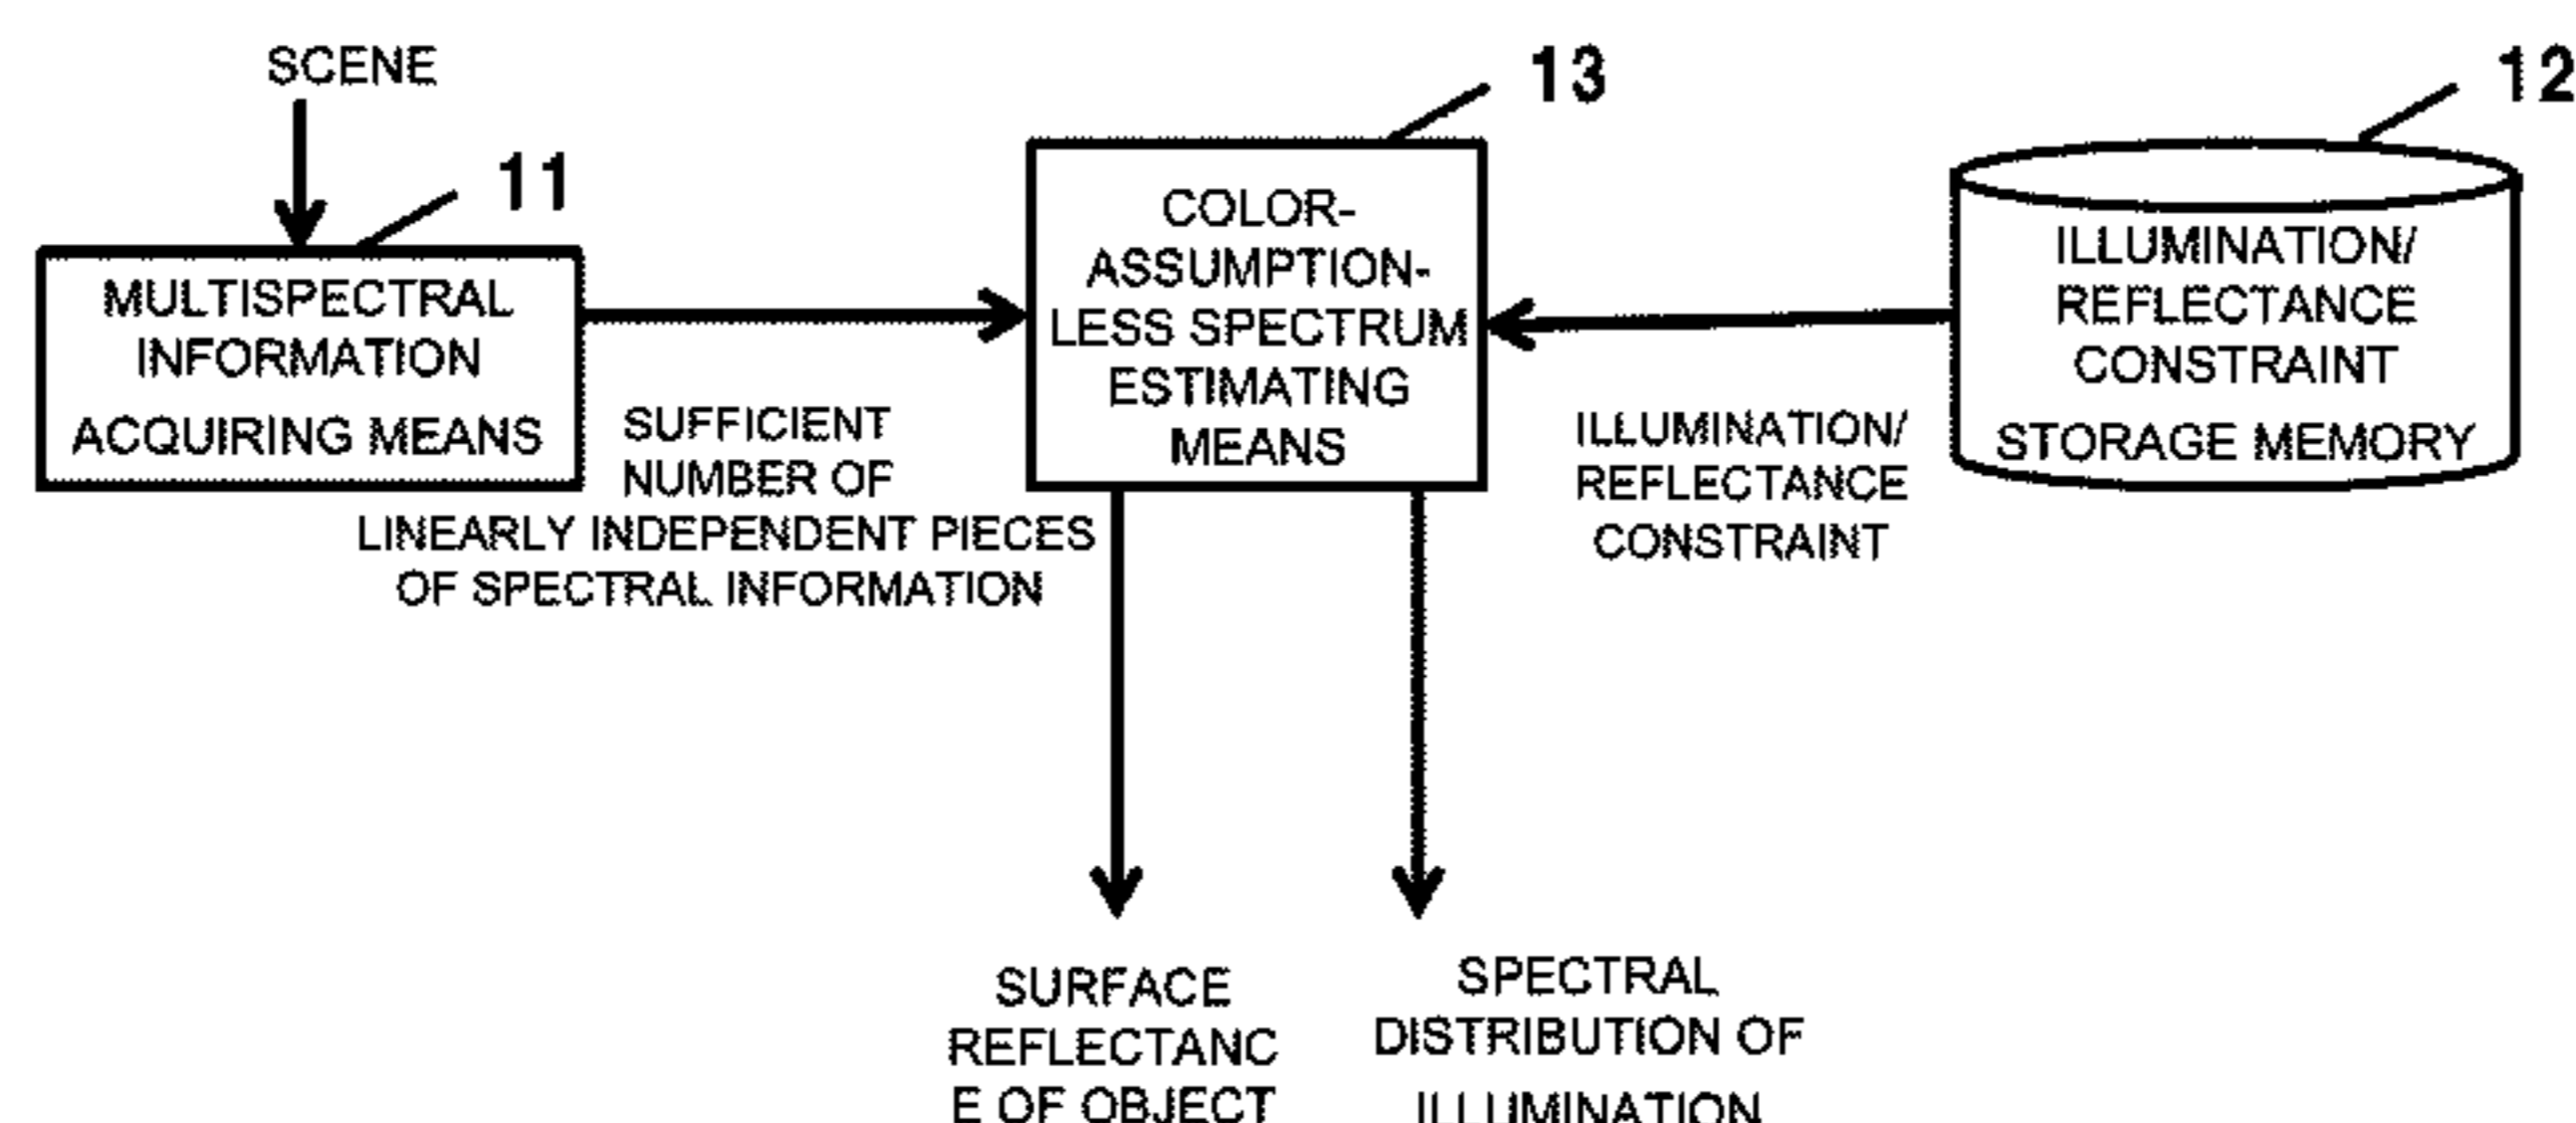 SCENE
11
MULTISPECTRAL
INFORMATION
ACQUIRING MEANS
SUFFICIENT
NUMBER OF
LINEARLY INDEPENDENT PIECES
OF SPECTRAL INFORMATION
13
COLOR-
ASSUMPTION-
LESS SPECTRUM
ESTIMATING
MEANS
12
ILLUMINATION/
REFLECTANCE
CONSTRAINT
STORAGE MEMORY
ILLUMINATION/
REFLECTANCE
CONSTRAINT
SURFACE
REFLECTANC
E OF OBJECT
SPECTRAL
DISTRIBUTION OF
ILLUMINATION